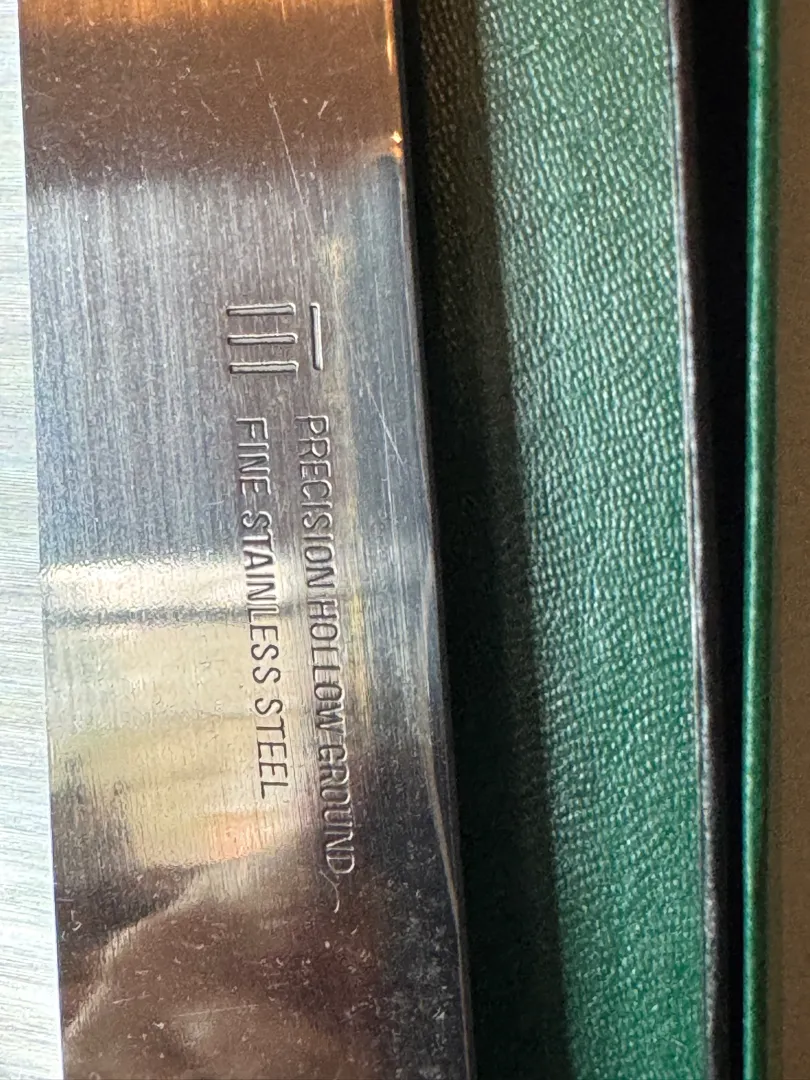 PRECISION HOLLOW GROUND
FINE STAINLESS STEEL